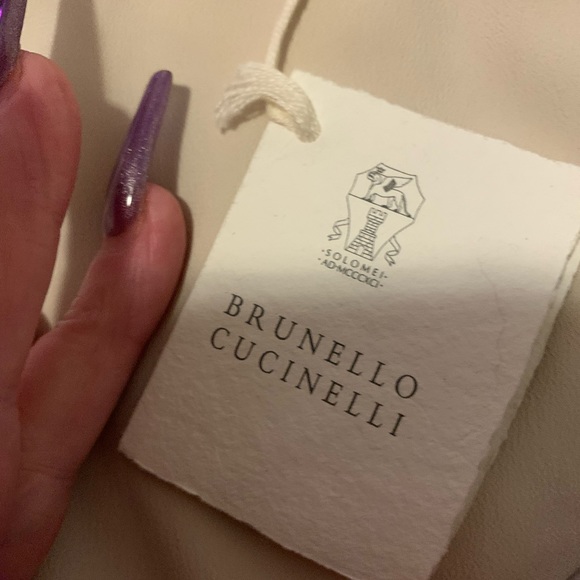 ·SOLOMEI·
·AD·MCCCXCI·
BRUNELLO
CUCINELLI